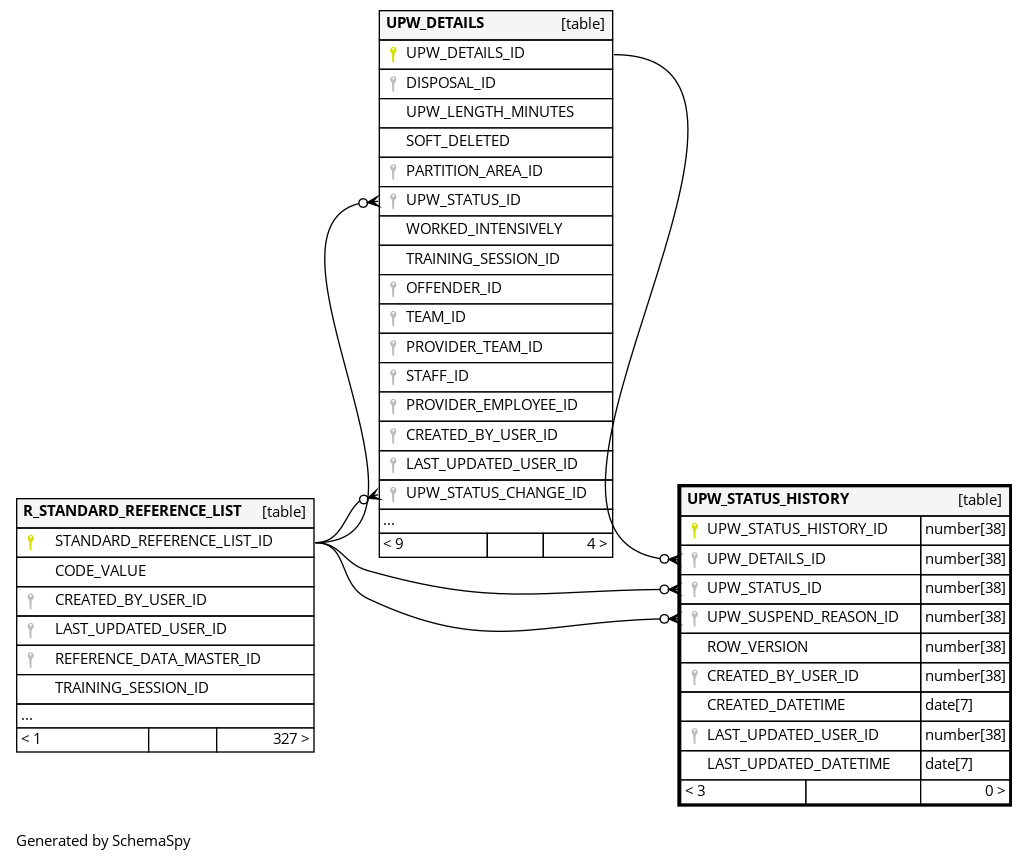 UPW_DETAILS [table]
UPW_DETAILS_ID
DISPOSAL_ID
UPW_LENGTH_MINUTES
SOFT_DELETED
PARTITION_AREA_ID
UPW_STATUS_ID
WORKED_INTENSIVELY
TRAINING_SESSION_ID
OFFENDER_ID
TEAM_ID
PROVIDER_TEAM_ID
STAFF_ID
PROVIDER_EMPLOYEE_ID
CREATED_BY_USER_ID
LAST_UPDATED_USER_ID
UPW_STATUS_CHANGE_ID
...
< 9 4 >
R_STANDARD_REFERENCE_LIST [table]
STANDARD_REFERENCE_LIST_ID
CODE_VALUE
CREATED_BY_USER_ID
LAST_UPDATED_USER_ID
REFERENCE_DATA_MASTER_ID
TRAINING_SESSION_ID
...
< 1 327 >
UPW_STATUS_HISTORY [table]
UPW_STATUS_HISTORY_ID number[38]
UPW_DETAILS_ID number[38]
UPW_STATUS_ID number[38]
UPW_SUSPEND_REASON_ID number[38]
ROW_VERSION number[38]
CREATED_BY_USER_ID number[38]
CREATED_DATETIME date[7]
LAST_UPDATED_USER_ID number[38]
LAST_UPDATED_DATETIME date[7]
< 3 0 >
Generated by SchemaSpy